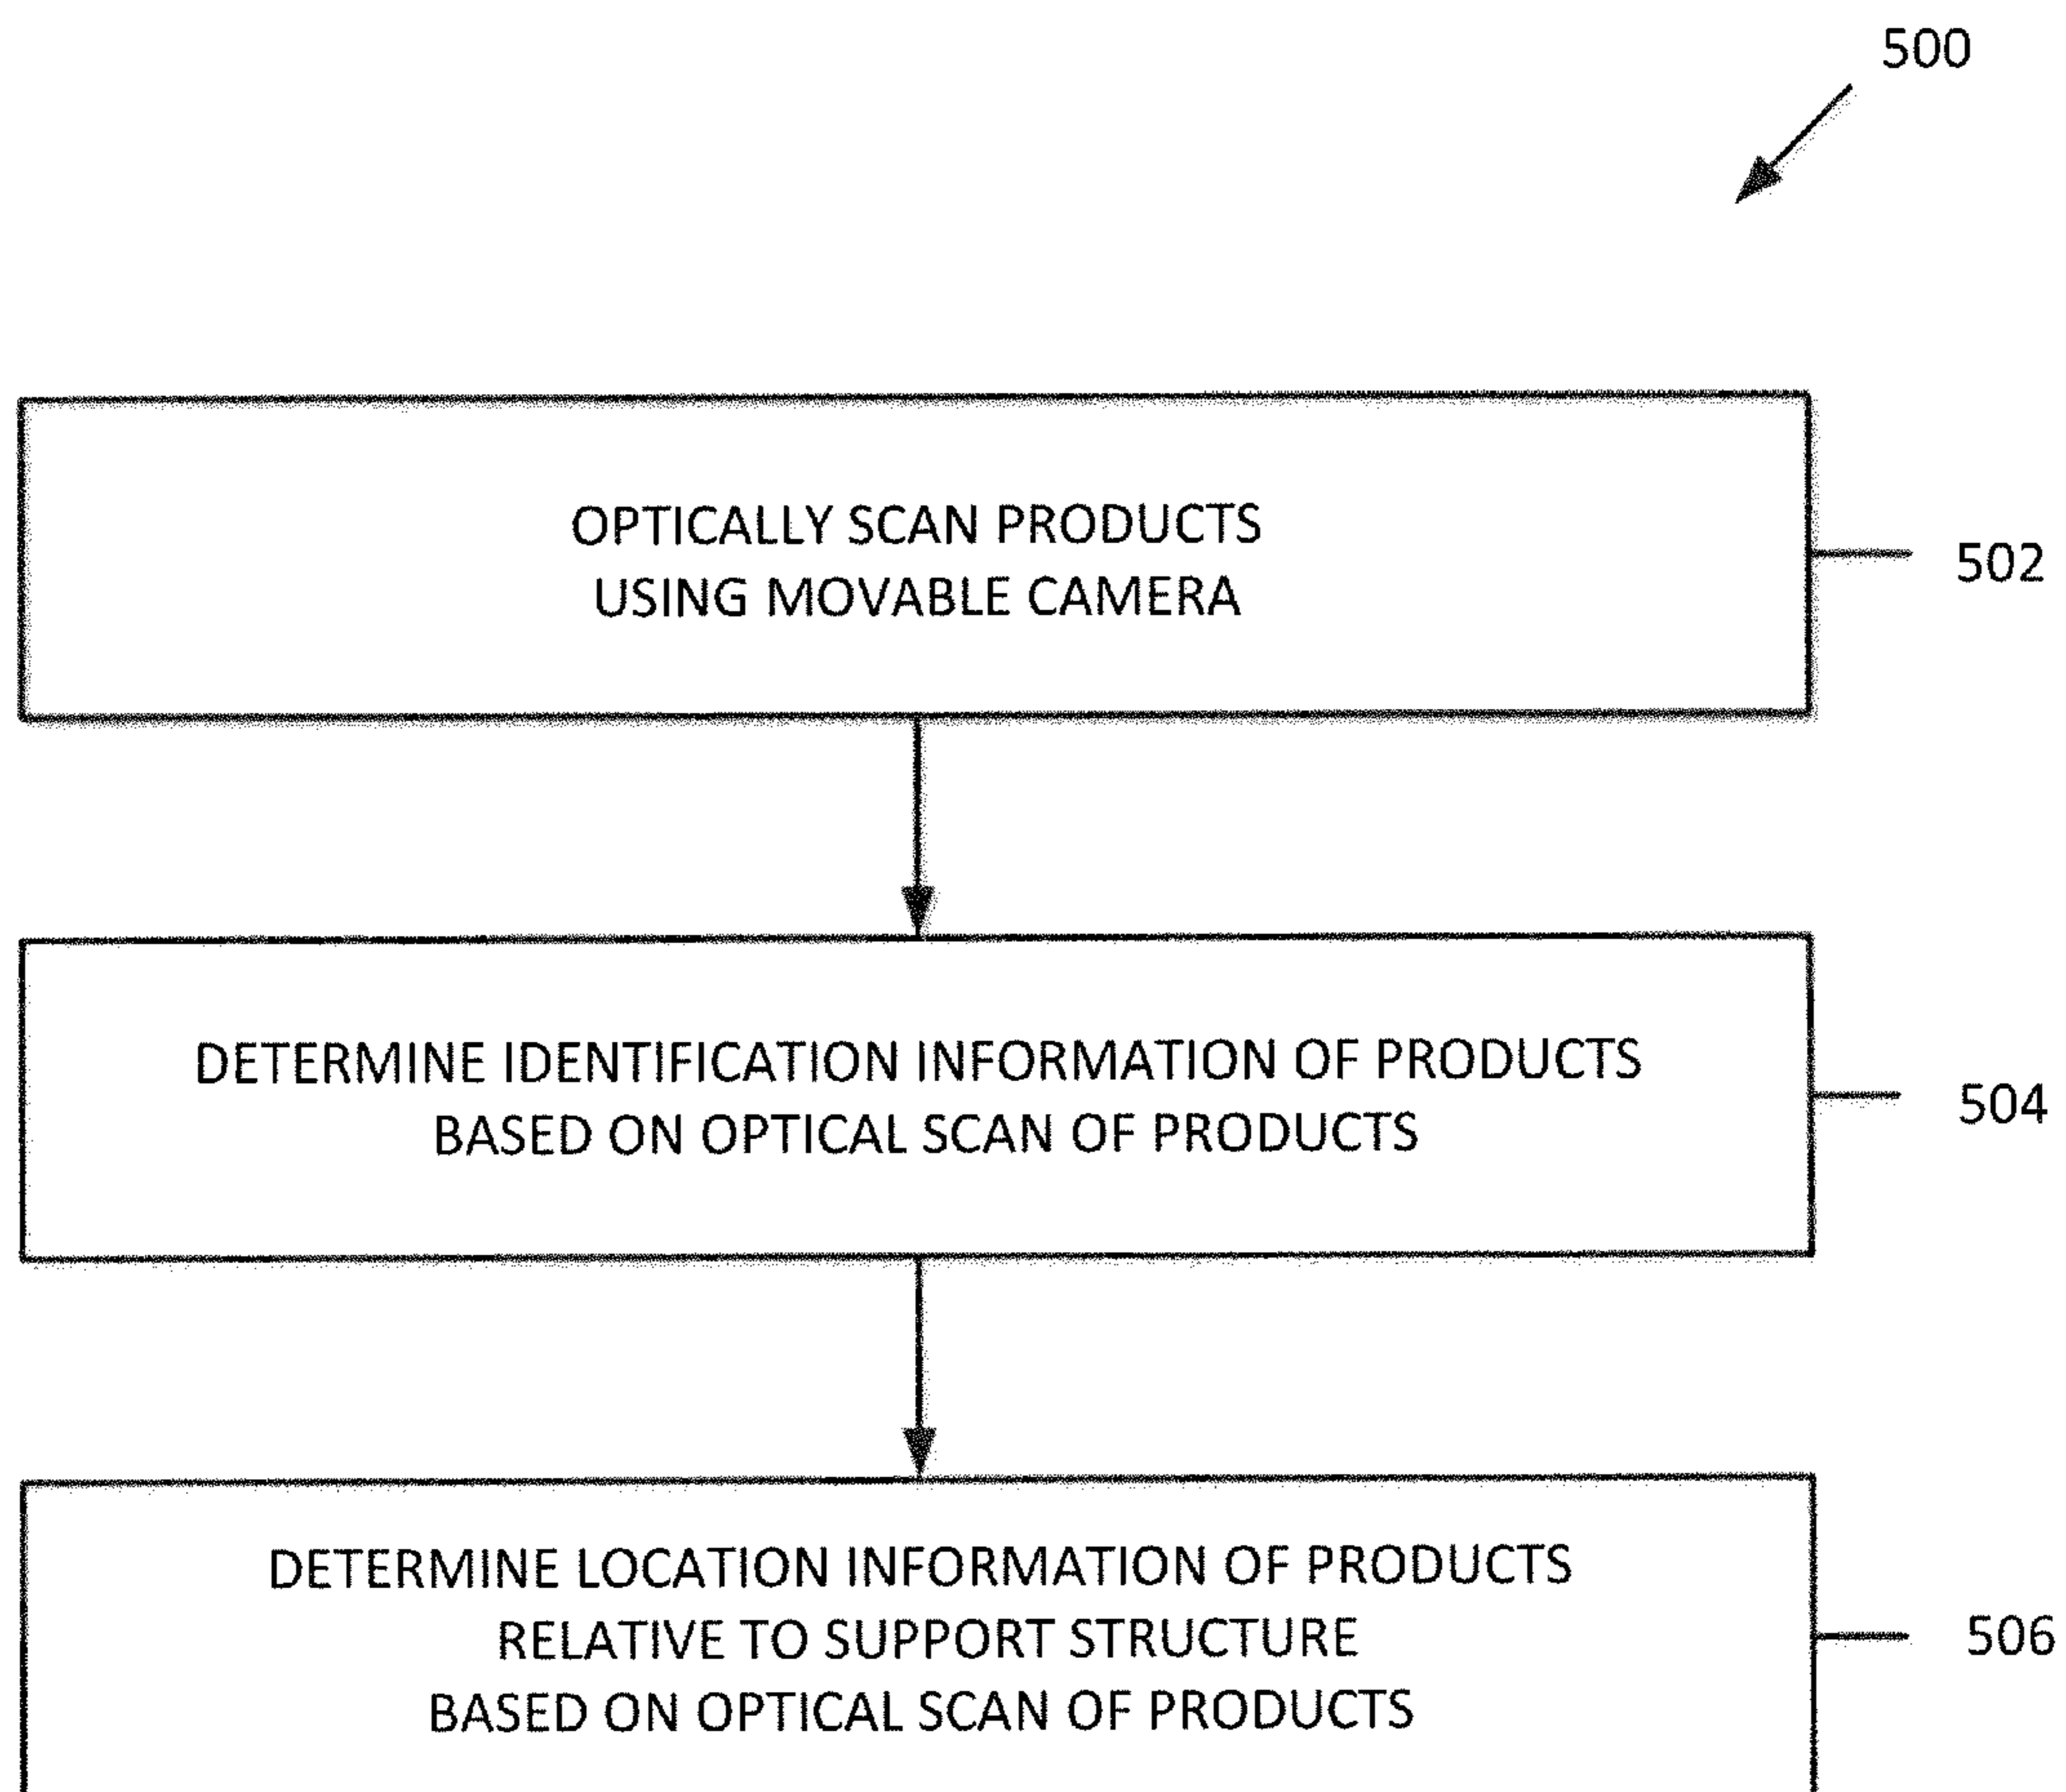 500
OPTICALLY SCAN PRODUCTS
USING MOVABLE CAMERA
502
DETERMINE IDENTIFICATION INFORMATION OF PRODUCTS
BASED ON OPTICAL SCAN OF PRODUCTS
504
DETERMINE LOCATION INFORMATION OF PRODUCTS
RELATIVE TO SUPPORT STRUCTURE
BASED ON OPTICAL SCAN OF PRODUCTS
506